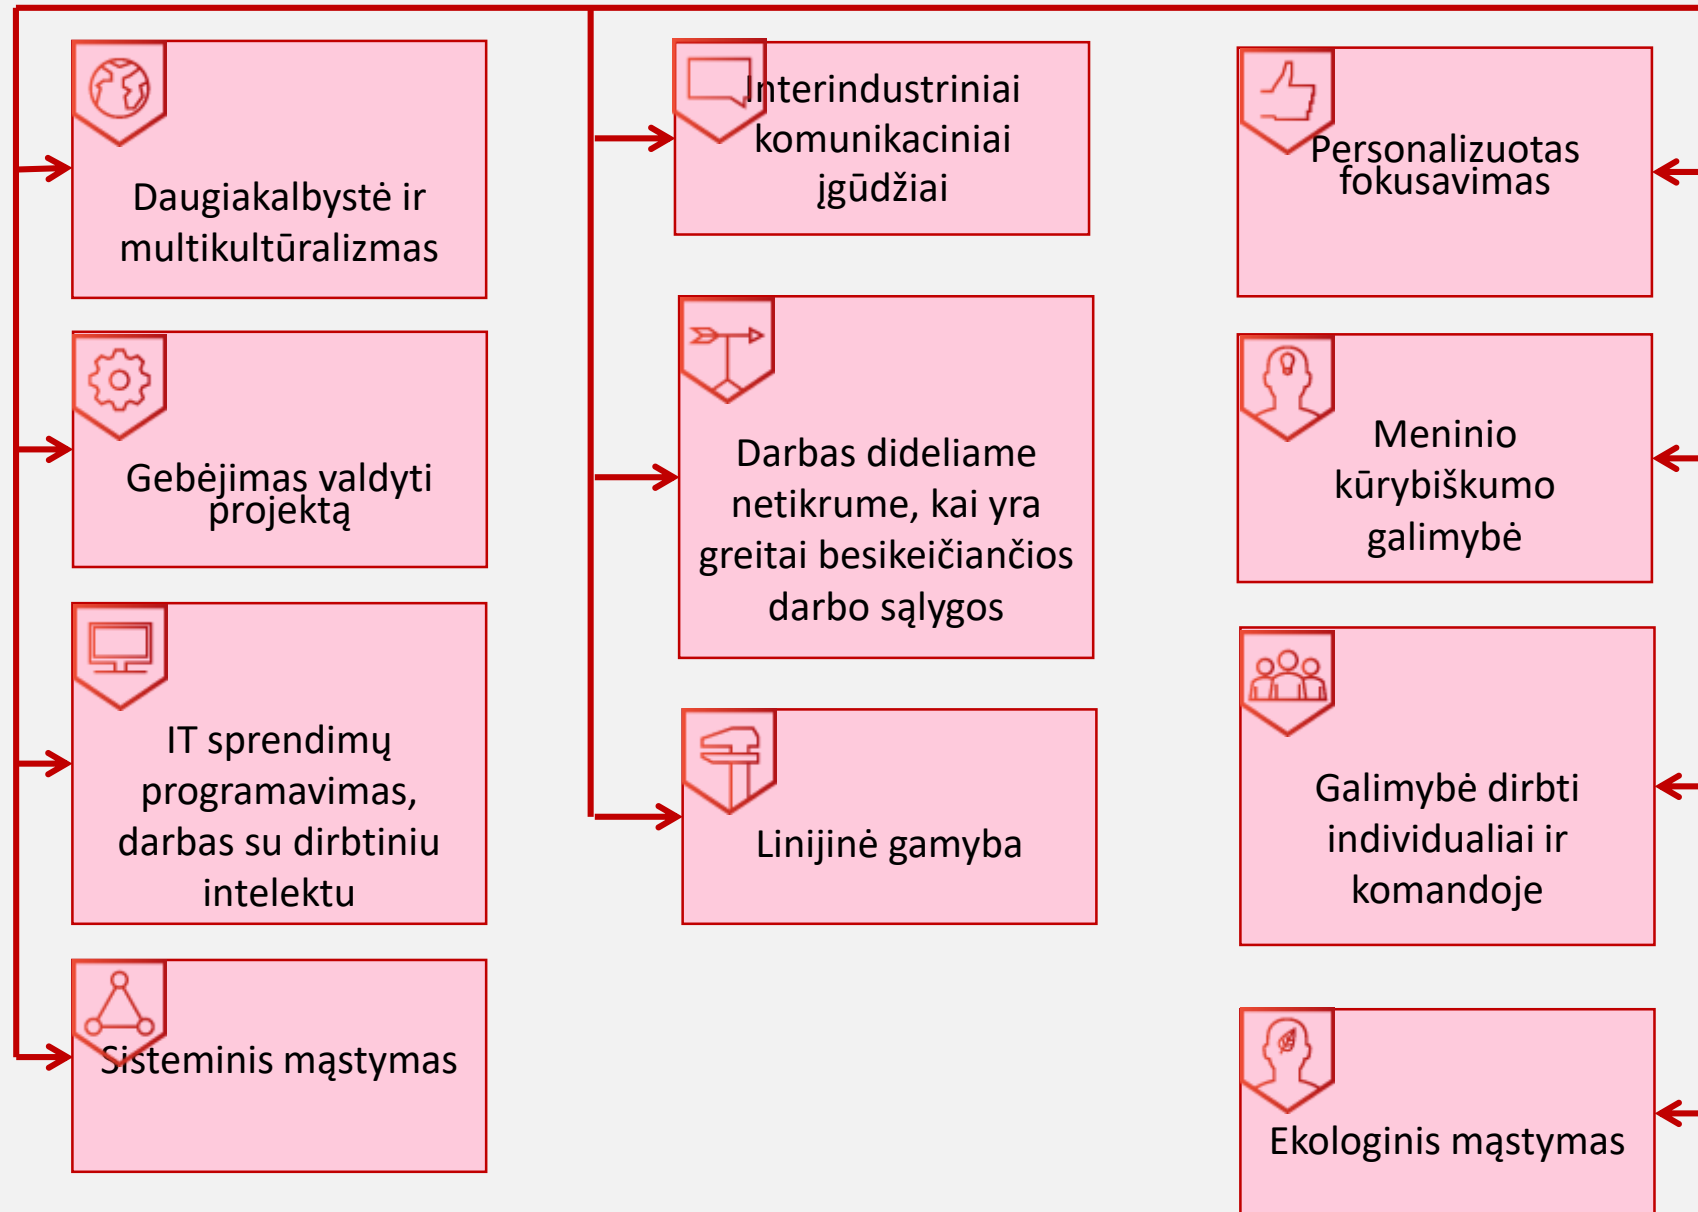 Daugiakalbystė ir
multikultūralizmas
Gebėjimas valdyti
projektą
IT sprendimų
programavimas,
darbas su dirbtiniu
intelektu
Sisteminis mąstymas
Interindustriniai
komunikaciniai
įgūdžiai
Darbas dideliame
netikrume, kai yra
greitai besikeičiančios
darbo sąlygos
Linijinė gamyba
Personalizuotas
fokusavimas
Meninio
kūrybiškumo
galimybė
Galimybė dirbti
individualiai ir
komandoje
Ekologinis mąstymas